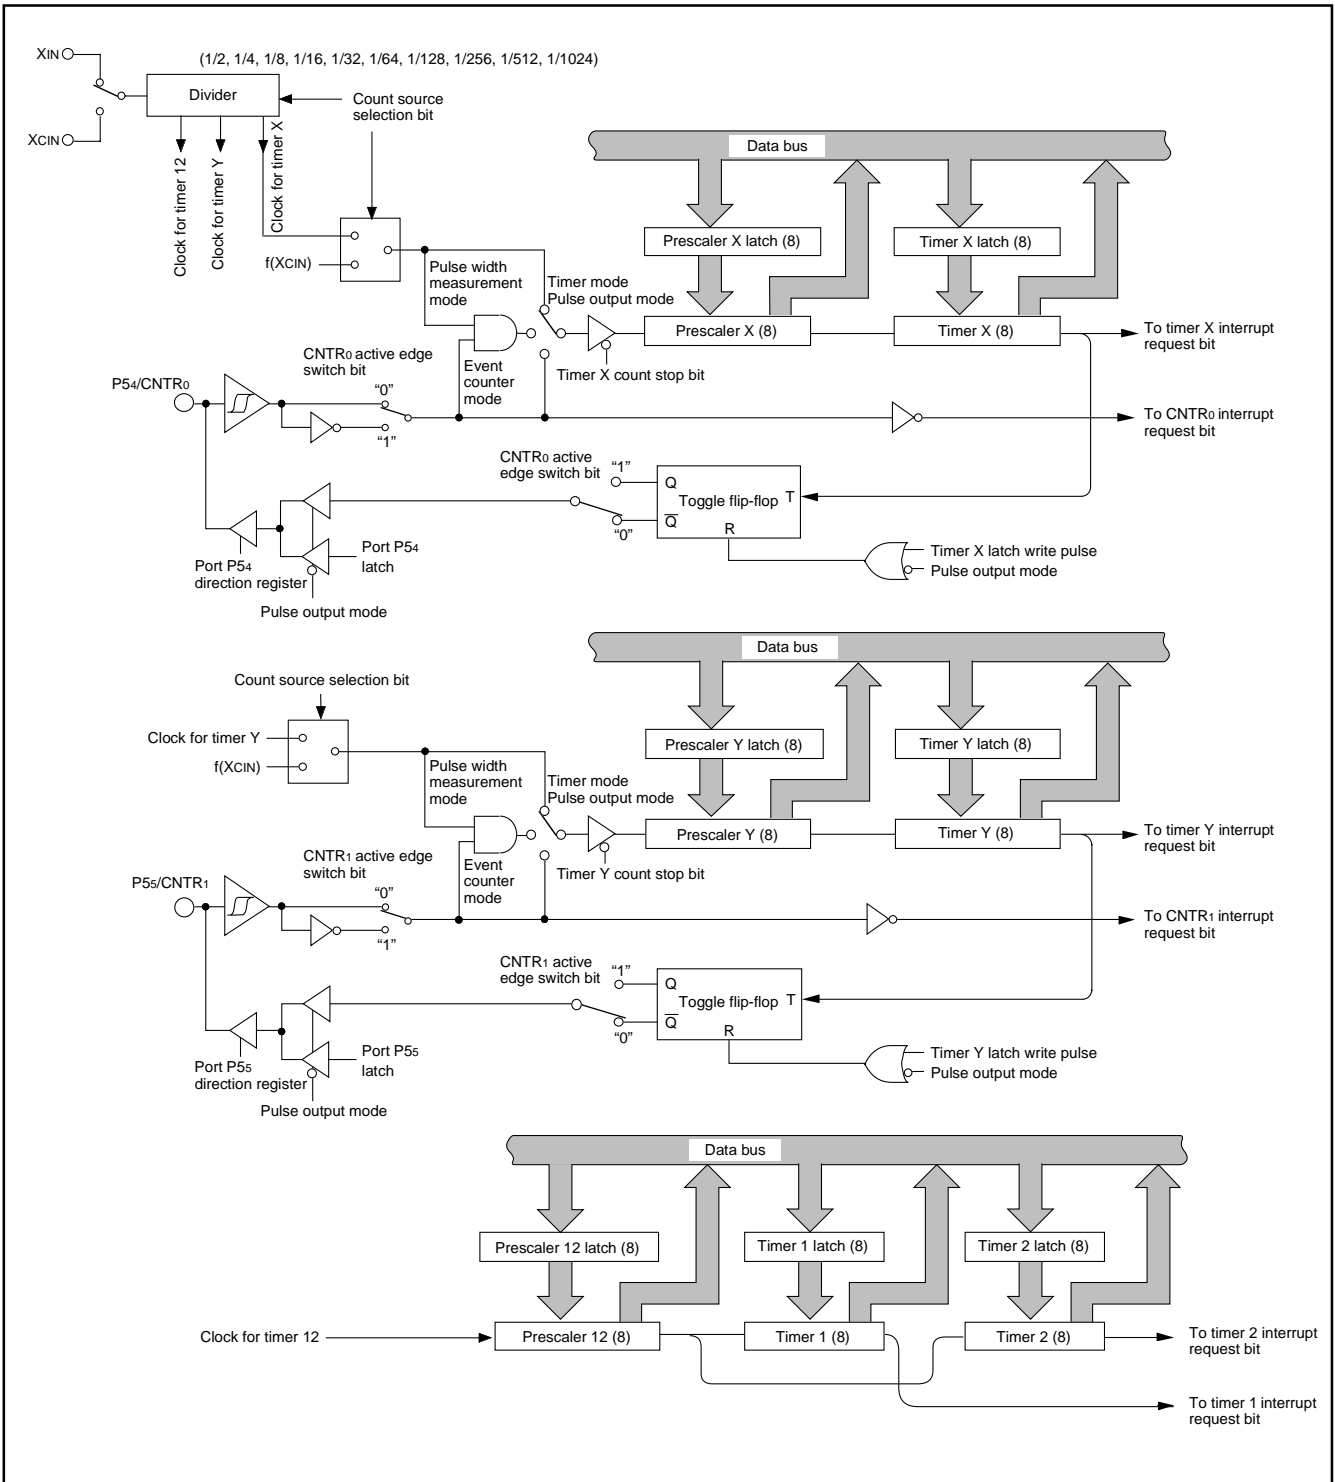 XIN
(1/2, 1/4, 1/8, 1/16, 1/32, 1/64, 1/128, 1/256, 1/512, 1/1024)
Divider
Count source
selection bit
XCIN
Clock for timer 12
Clock for timer Y
Clock for timer X
Data bus
Prescaler X latch (8)
Timer X latch (8)
f(XCIN)
Pulse width
measurement
mode
Timer mode
Pulse output mode
Prescaler X (8)
Timer X (8)
To timer X interrupt
request bit
CNTR0 active edge
switch bit
Event
counter
mode
Timer X count stop bit
P54/CNTR0
“0”
“1”
To CNTR0 interrupt
request bit
CNTR0 active
edge switch bit
“1”
“0”
Q
Toggle flip-flop
T
Q
R
Port P54
latch
Port P54
direction register
Pulse output mode
Timer X latch write pulse
Pulse output mode
Data bus
Count source selection bit
Clock for timer Y
f(XCIN)
Prescaler Y latch (8)
Timer Y latch (8)
Pulse width
measurement
mode
Timer mode
Pulse output mode
Prescaler Y (8)
Timer Y (8)
To timer Y interrupt
request bit
CNTR1 active edge
switch bit
Event
counter
mode
Timer Y count stop bit
P55/CNTR1
“0”
“1”
To CNTR1 interrupt
request bit
CNTR1 active
edge switch bit
“1”
“0”
Q
Toggle flip-flop
T
Q
R
Port P55
latch
Port P55
direction register
Pulse output mode
Timer Y latch write pulse
Pulse output mode
Data bus
Prescaler 12 latch (8)
Timer 1 latch (8)
Timer 2 latch (8)
Clock for timer 12
Prescaler 12 (8)
Timer 1 (8)
Timer 2 (8)
To timer 2 interrupt
request bit
To timer 1 interrupt
request bit